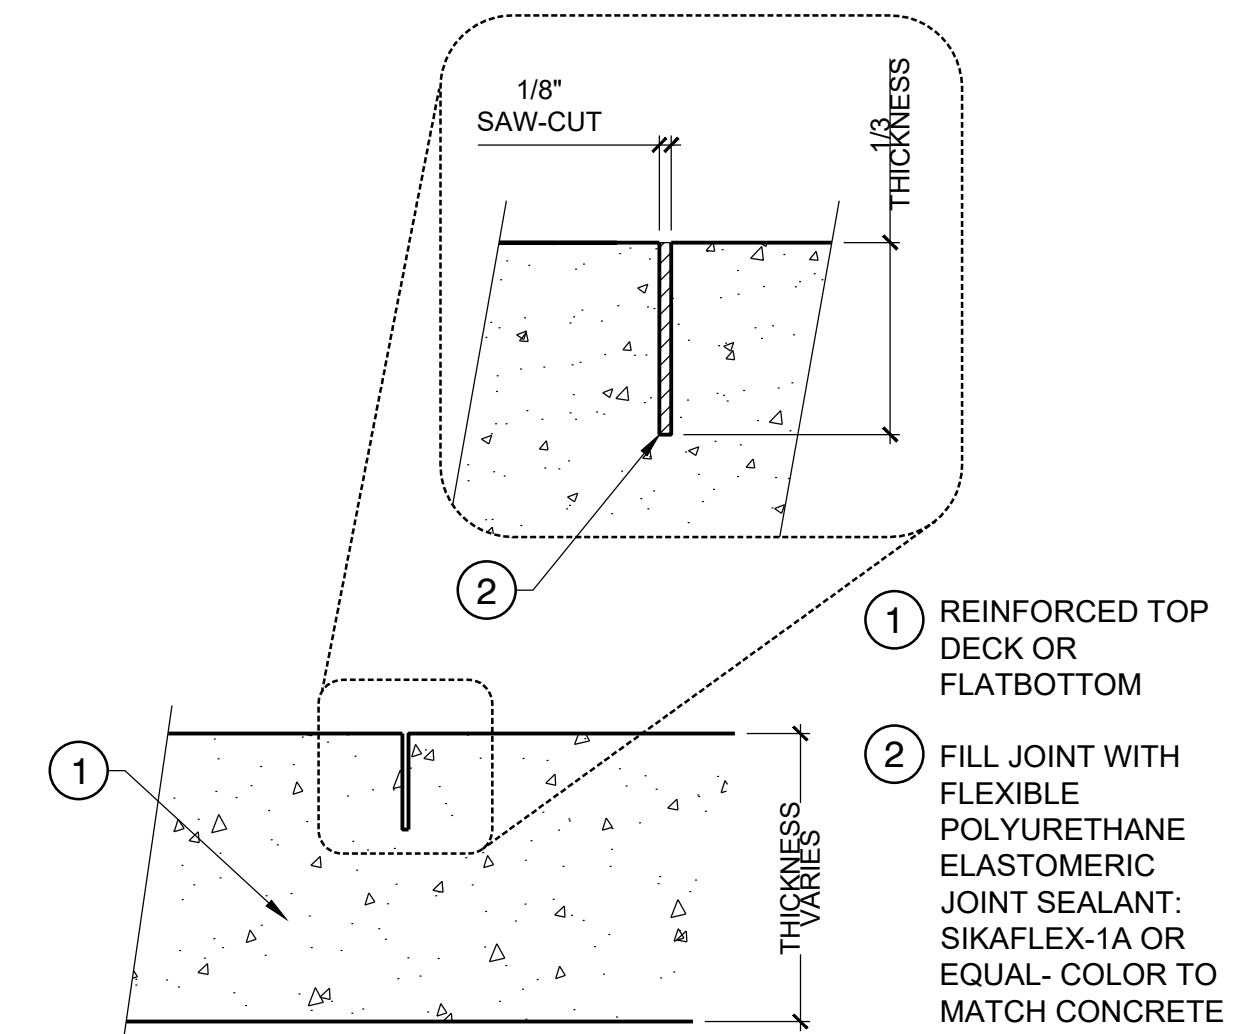 1/8"
SAW-CUT
1/3
THICKNESS
2
1
THICKNESS
VARIES
1
REINFORCED TOP
DECK OR
FLATBOTTOM
2
FILL JOINT WITH
FLEXIBLE
POLYURETHANE
ELASTOMERIC
JOINT SEALANT:
SIKAFLEX-1A OR
EQUAL- COLOR TO
MATCH CONCRETE